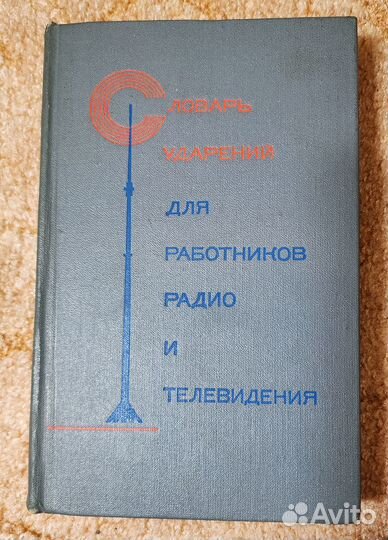 Словарь
ударений
для
работников
радио
и
телевидения
Avito